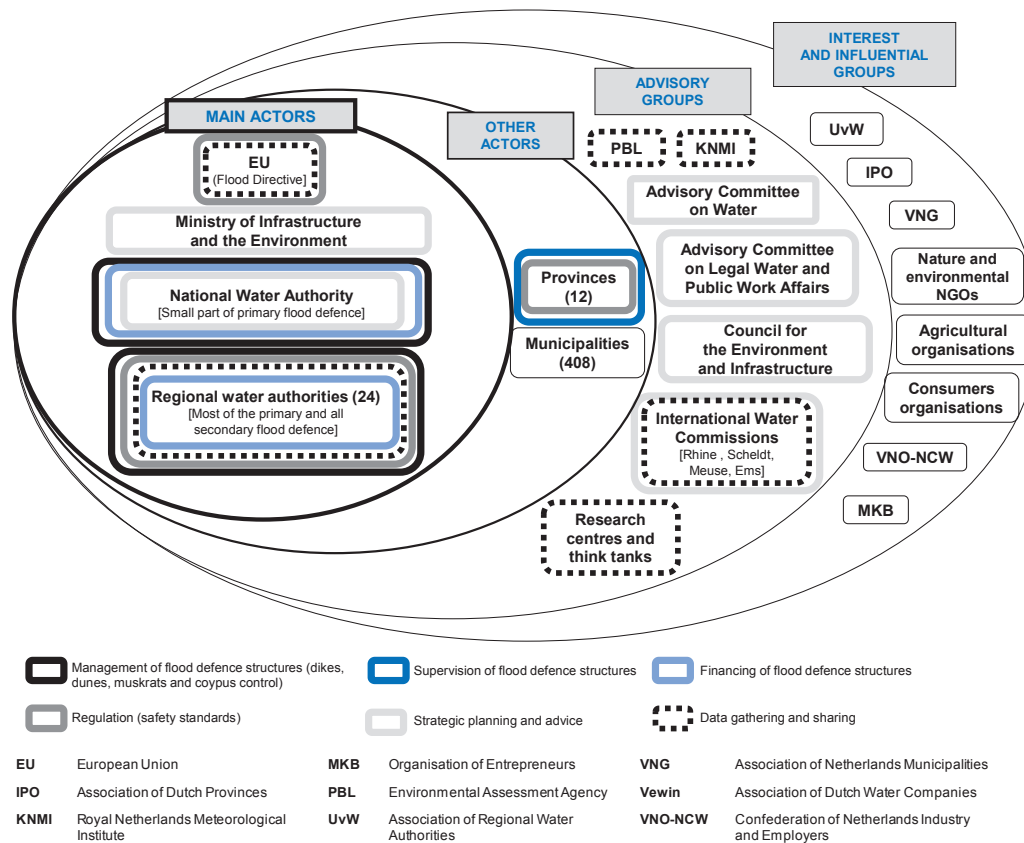 INTEREST
AND INFLUENTIAL
GROUPS
ADVISORY
GROUPS
MAIN ACTORS
OTHER
ACTORS
EU
(Flood Directive]
Ministry of Infrastructure
and the Environment
National Water Authority
[Small part of primary flood defence]
Regional water authorities (24)
[Most of the primary and all
secondary flood defence]
Provinces
(12)
Municipalities
(408)
PBL
KNMI
Advisory Committee
on Water
Advisory Committee
on Legal Water and
Public Work Affairs
Council for
the Environment
and Infrastructure
International Water
Commissions
[Rhine , Scheldt,
Meuse, Ems]
Research
centres and
think tanks
UvW
IPO
VNG
Nature and
environmental
NGOs
Agricultural
organisations
Consumers
organisations
VNO-NCW
MKB
Management of flood defence structures (dikes,
dunes, muskrats and coypus control)
Supervision of flood defence structures
Financing of flood defence structures
Regulation (safety standards)
Strategic planning and advice
Data gathering and sharing
EU European Union
MKB Organisation of Entrepreneurs
VNG Association of Netherlands Municipalities
IPO Association of Dutch Provinces
PBL Environmental Assessment Agency
Vewin Association of Dutch Water Companies
KNMI Royal Netherlands Meteorological
Institute
UvW Association of Regional Water
Authorities
VNO-NCW Confederation of Netherlands Industry
and Employers